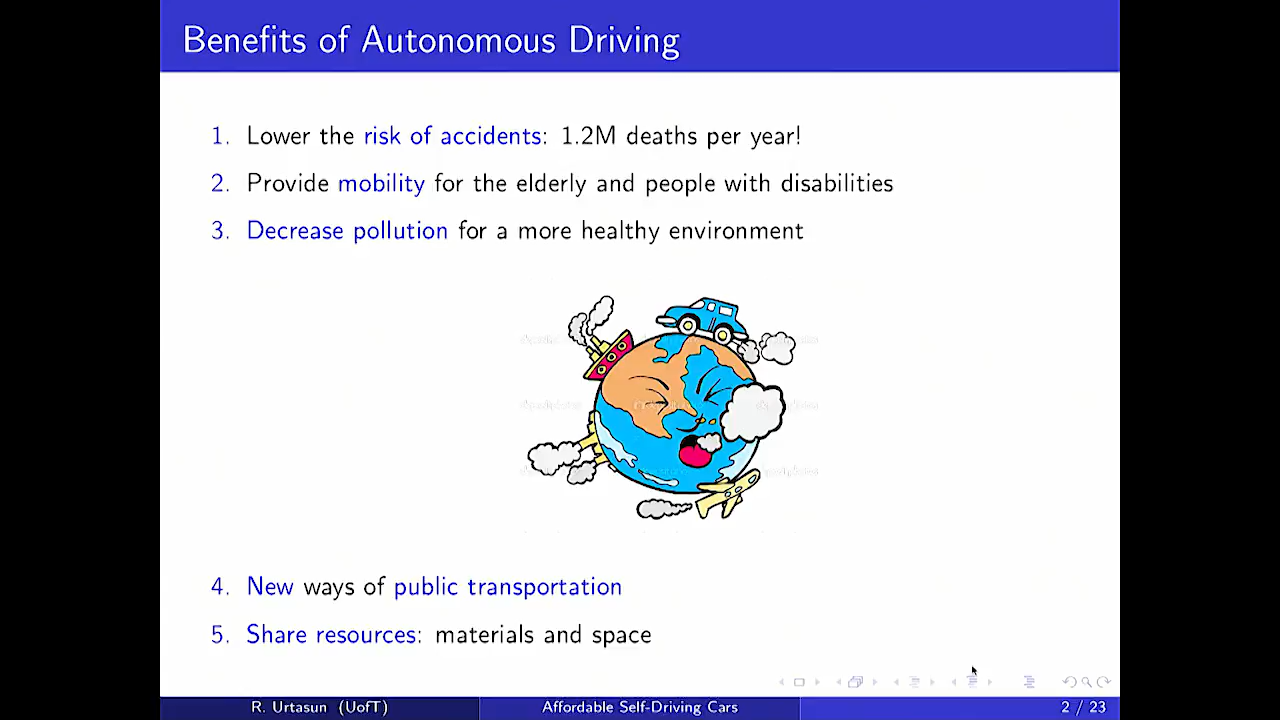 Benefits of Autonomous Driving
1. Lower the risk of accidents: 1.2M deaths per year!
2. Provide mobility for the elderly and people with disabilities
3. Decrease pollution for a more healthy environment
4. New ways of public transportation
5. Share resources: materials and space
R. Urtasun (UofT) Affordable Self-Driving Cars 2 / 23